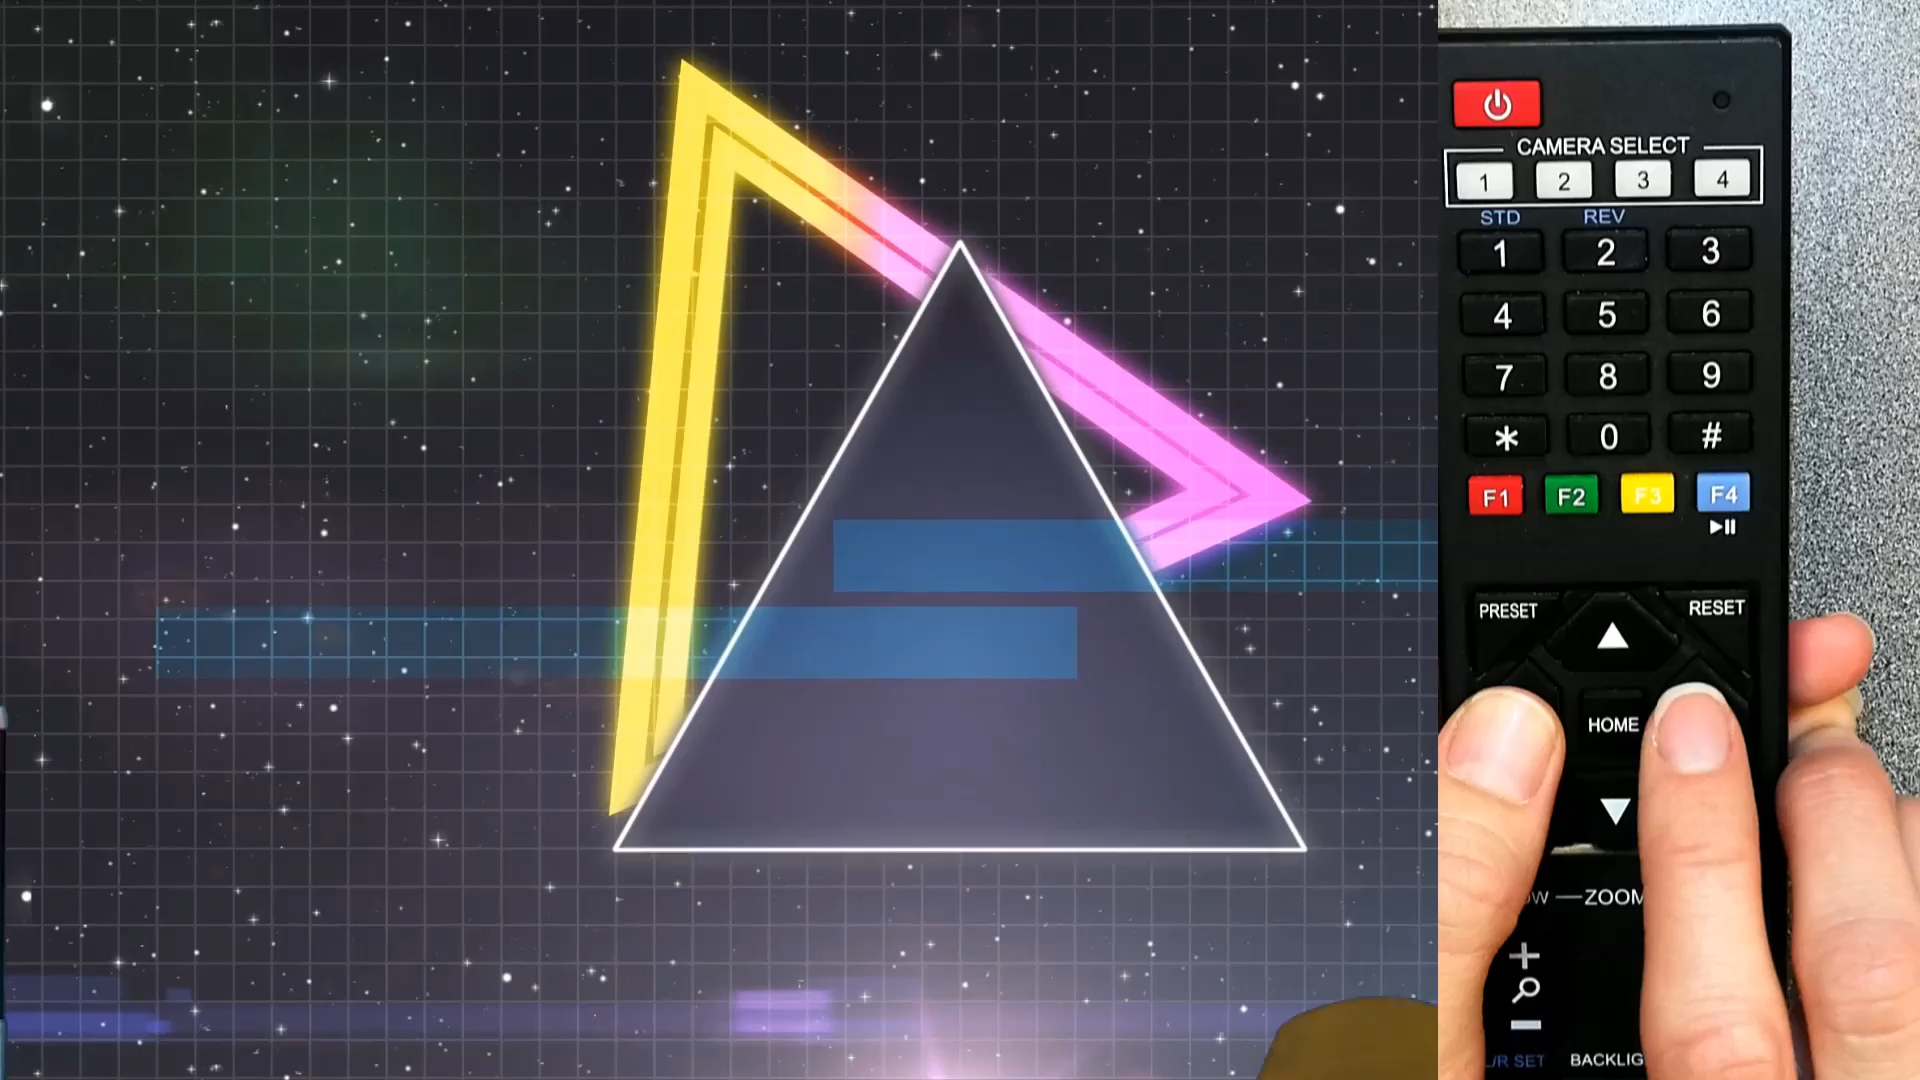 CAMERA SELECT
1 2 3 4
STD REV
1 2 3
4 5 6
7 8 9
* 0 #
F1 F2 F3 F4
PRESET RESET
HOME
ZOOM
+
R SET